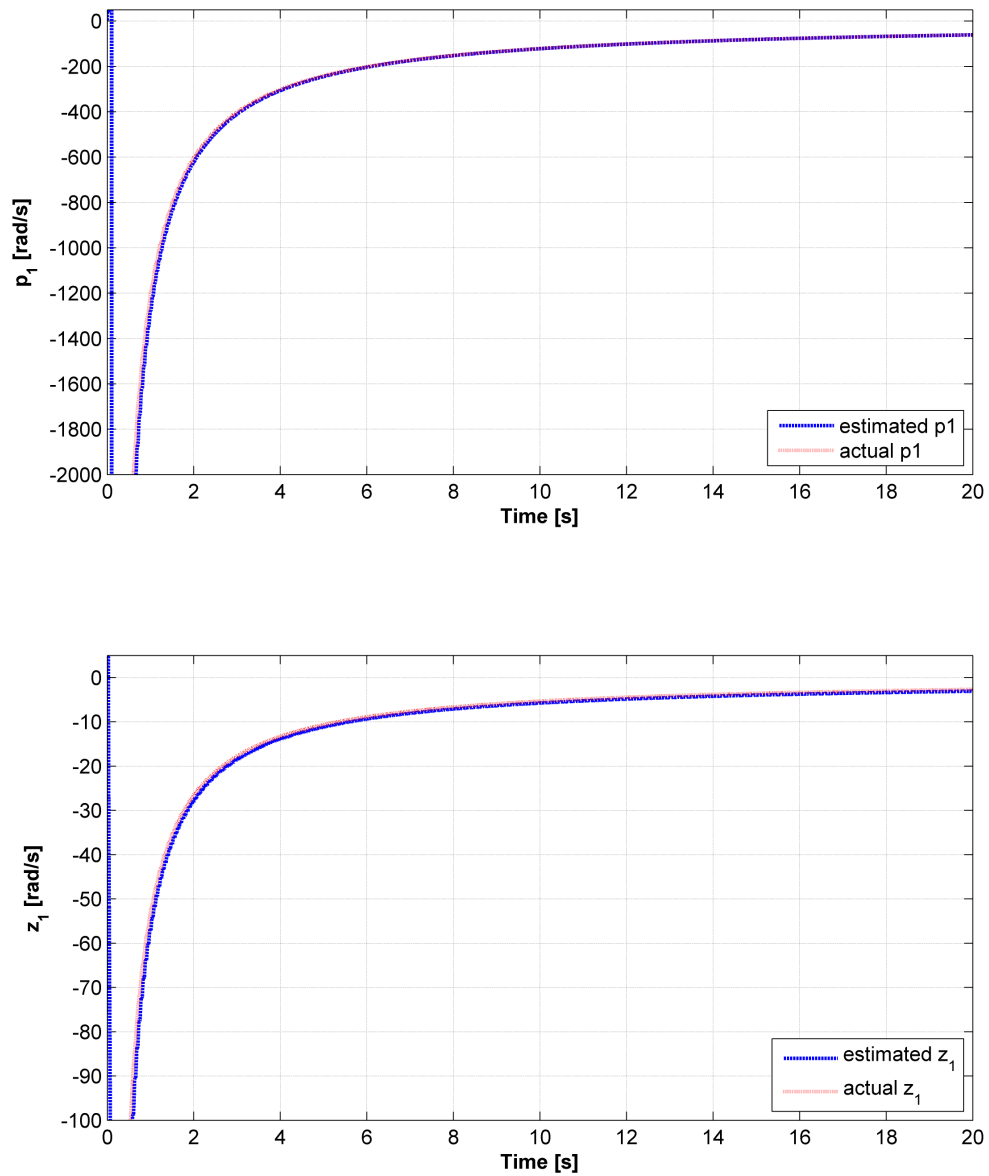 0
-200
-400
-600
-800
-1000
-1200
-1400
-1600
-1800
-2000
p1 [rad/s]
estimated p1
actual p1
0 2 4 6 8 10 12 14 16 18 20
Time [s]
0
-10
-20
-30
-40
-50
-60
-70
-80
-90
-100
z1 [rad/s]
estimated z1
actual z1
0 2 4 6 8 10 12 14 16 18 20
Time [s]